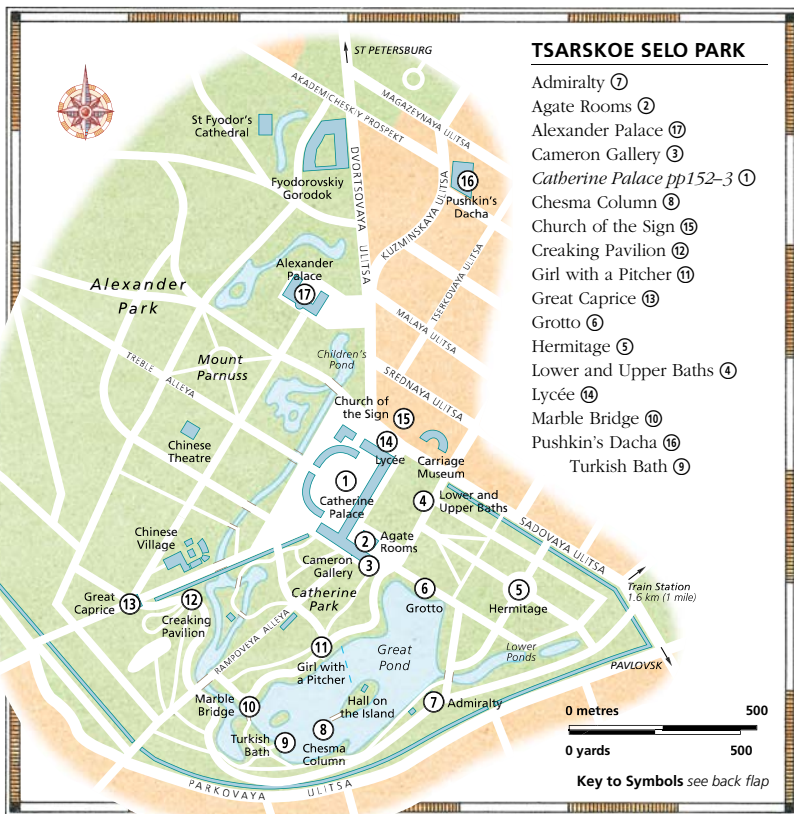 ST PETERSBURG
AKADEMICHESKIY PROSPEKT
MAGAZEYNAYA ULITSA
St Fyodor's
Cathedral
Fyodorovskiy
Gorodok
DVORTSOVAYA ULITSA
KUZMINSKAYA ULITSA
16
Pushkin's
Dacha
TSERKOVAYA ULITSA
Alexander
Palace
17
Alexander
Park
MALAYA ULITSA
Mount
Parnuss
Children's
Pond
TREBLE ALLEYA
SREDNAYA ULITSA
Church of
the Sign
15
14
Lycée
Carriage
Museum
Chinese
Theatre
1
Catherine
Palace
4
Lower and
Upper Baths
SADOVAYA ULITSA
Chinese
Village
2
Agate
Rooms
Cameron
Gallery
3
Catherine
Park
6
Grotto
5
Hermitage
Train Station
1.6 km (1 mile)
Great
Caprice
13
12
Creaking
Pavilion
RAMPOVEYA ALLEY
11
Girl with
a Pitcher
Great
Pond
Lower
Ponds
PAVLOVSK
Marble
Bridge
10
Hall on
the Island
7
Admiralty
Turkish
Bath
9
8
Chesma
Column
PARKOVAYA ULITSA
TSARSKOE SELO PARK
Admiralty 7
Agate Rooms 2
Alexander Palace 17
Cameron Gallery 3
Catherine Palace pp152–3 1
Chesma Column 8
Church of the Sign 15
Creaking Pavilion 12
Girl with a Pitcher 11
Great Caprice 13
Grotto 6
Hermitage 5
Lower and Upper Baths 4
Lycée 14
Marble Bridge 10
Pushkin's Dacha 16
Turkish Bath 9
0 metres 500
0 yards 500
Key to Symbols see back flap